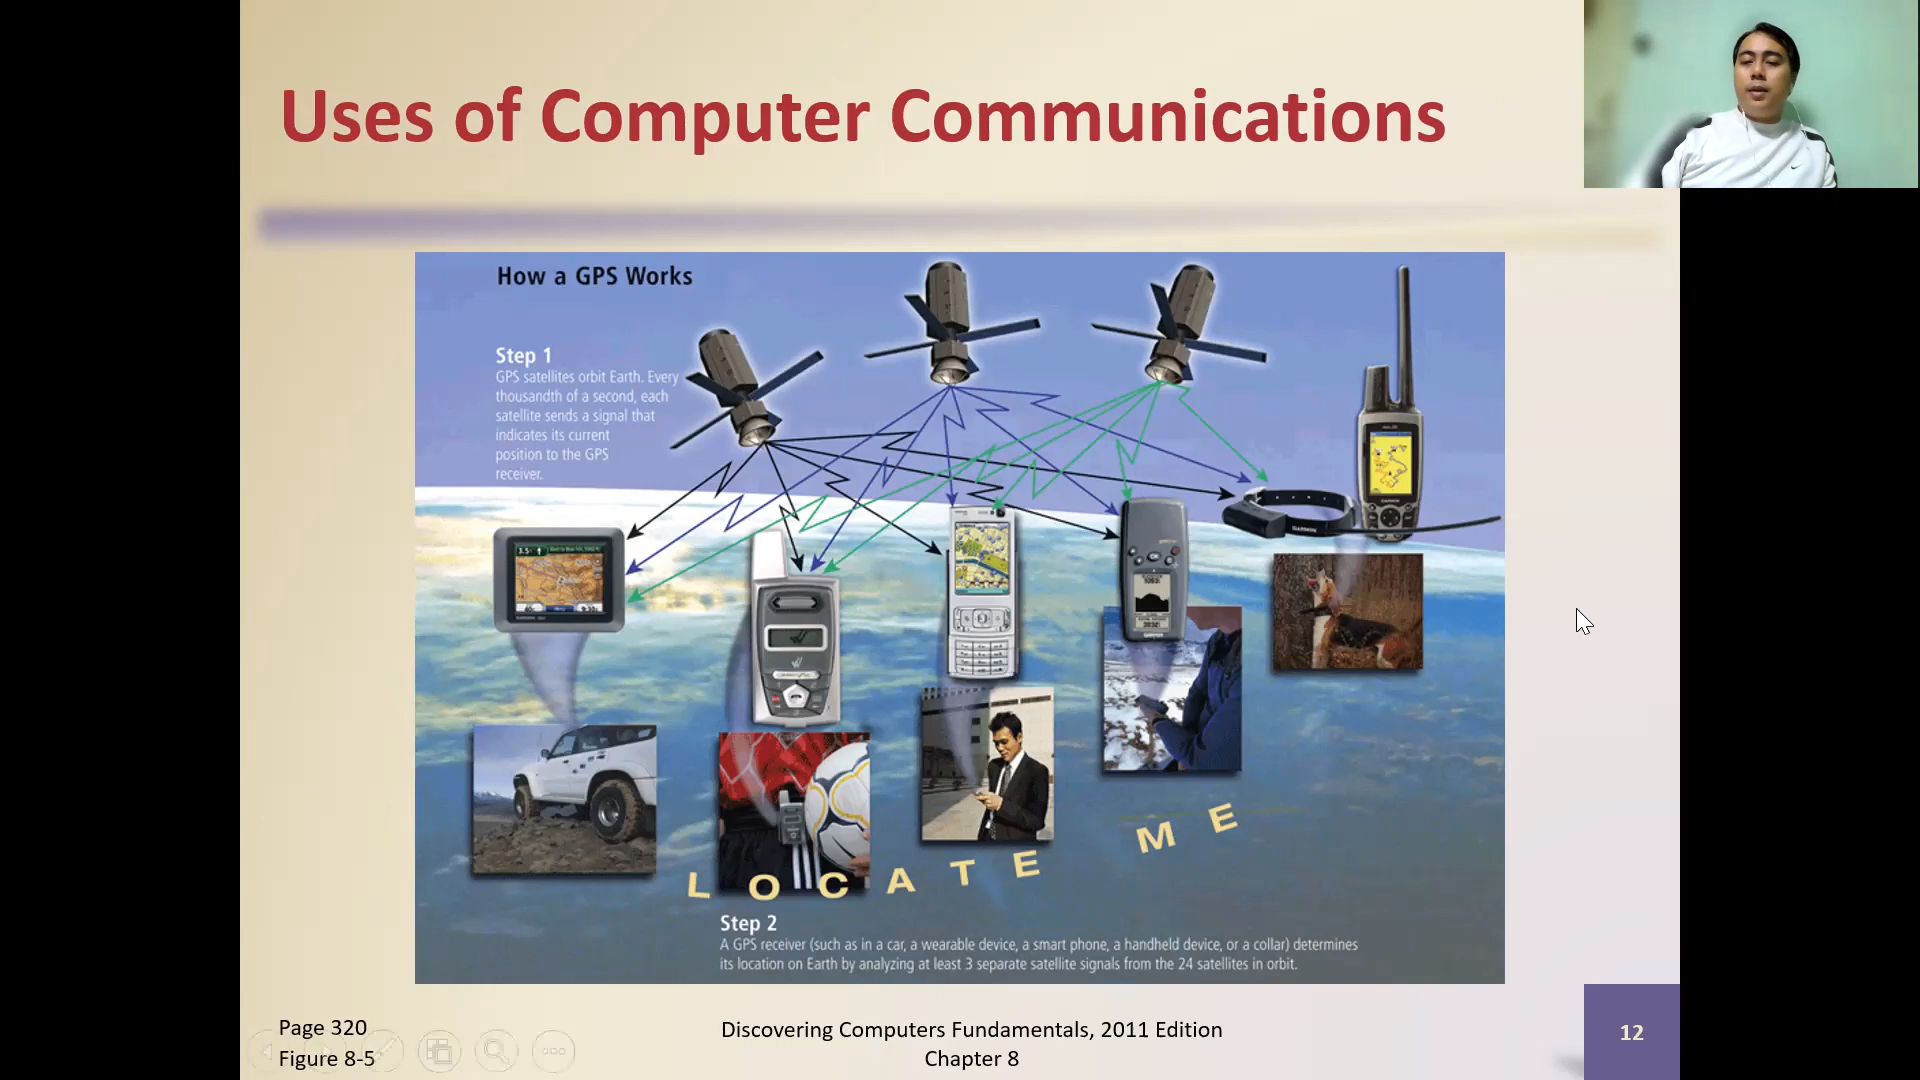 Uses of Computer Communications
How a GPS Works
Step 1
GPS satellites orbit Earth. Every
thousandth of a second, each
satellite sends a signal that
indicates its current
position to the GPS
receiver.
LOCATE ME
Step 2
A GPS receiver (such as in a car, a wearable device, a smart phone, a handheld device, or a collar) determines
its location on Earth by analyzing at least 3 separate satellite signals from the 24 satellites in orbit.
Page 320
Figure 8-5
Discovering Computers Fundamentals, 2011 Edition
Chapter 8
12